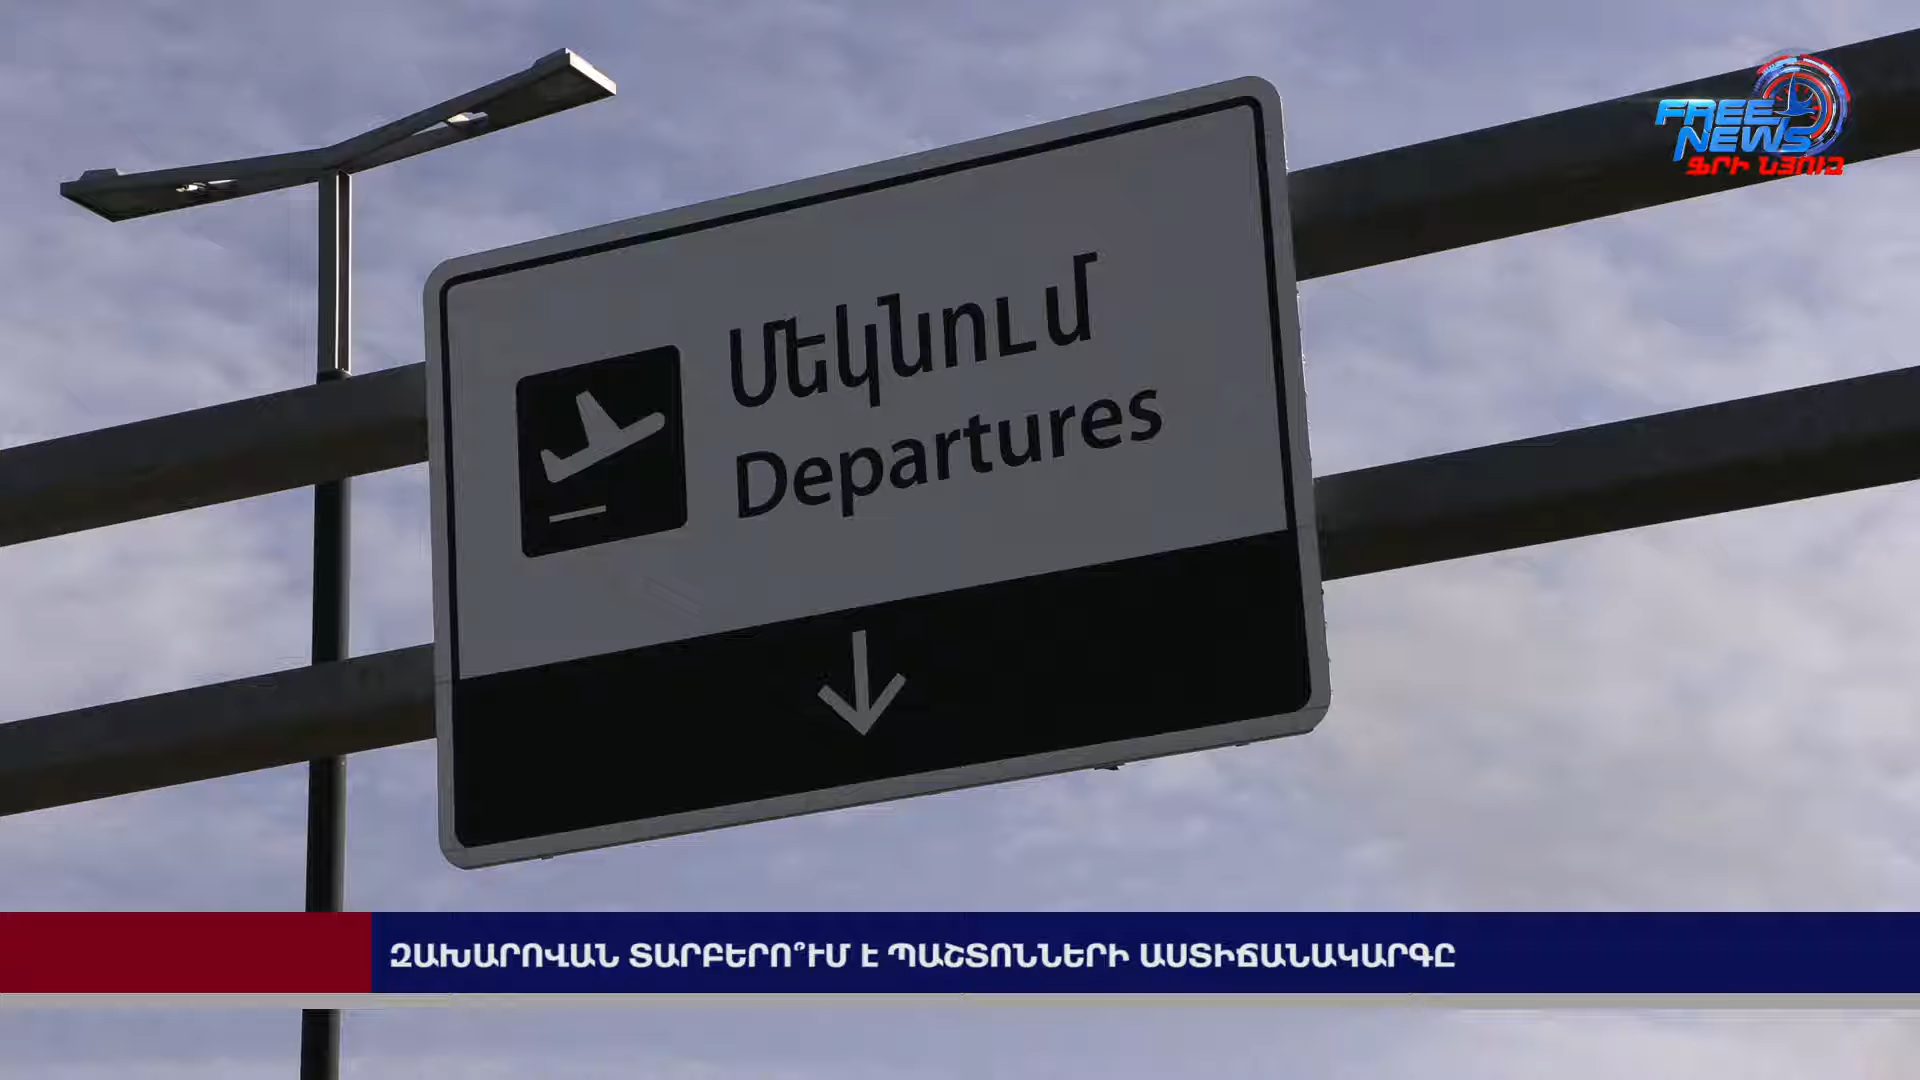 FREE
NEWS
ՖՐԻ ՆՅՈՒԶ
Մեկնում
Departures
ԶԱԽԱՐՈՎԱՆ ՏԱՐԲԵՐՈ՞ՒՄ Է ՊԱՇՏՈՆՆԵՐԻ ԱՍՏԻՃԱՆԱԿԱՐԳԸ